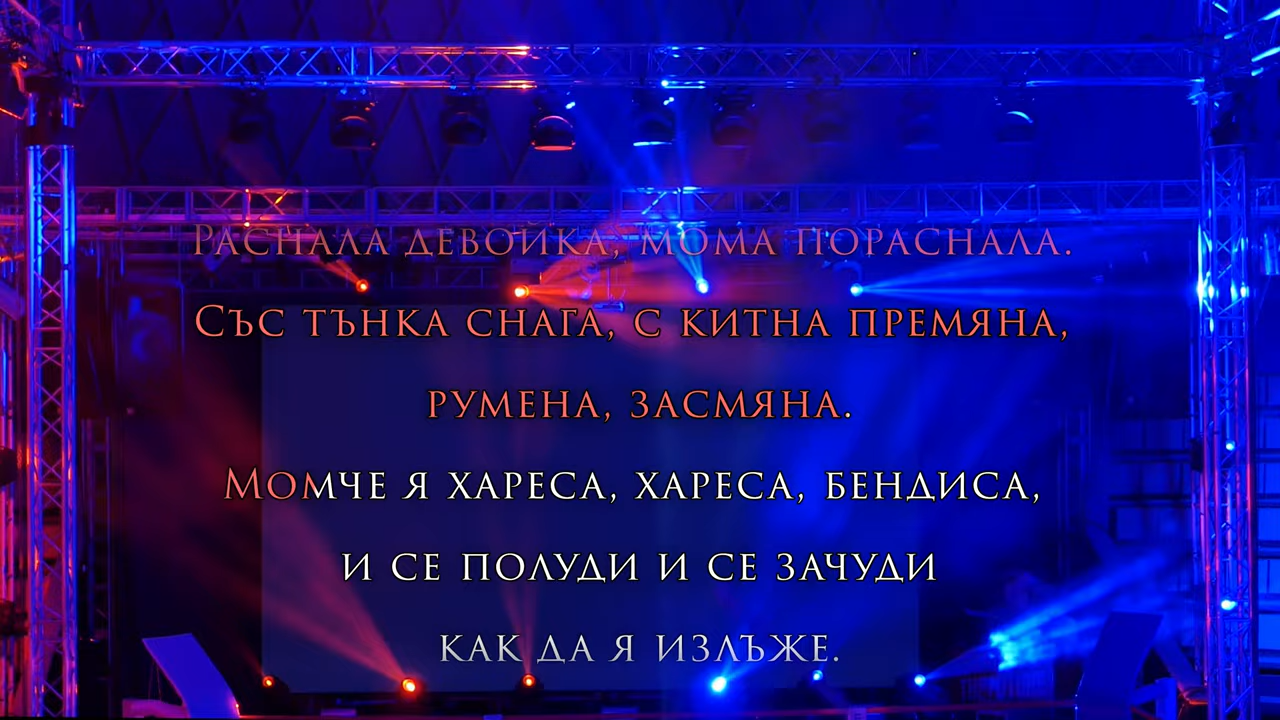 Раснала девойка, мома пораснала.
Със тънка снага, с китна премяна,
румена, засмяна.
Момче я хареса, хареса, бендиса,
и се полуди и се зачуди
как да я излъже.